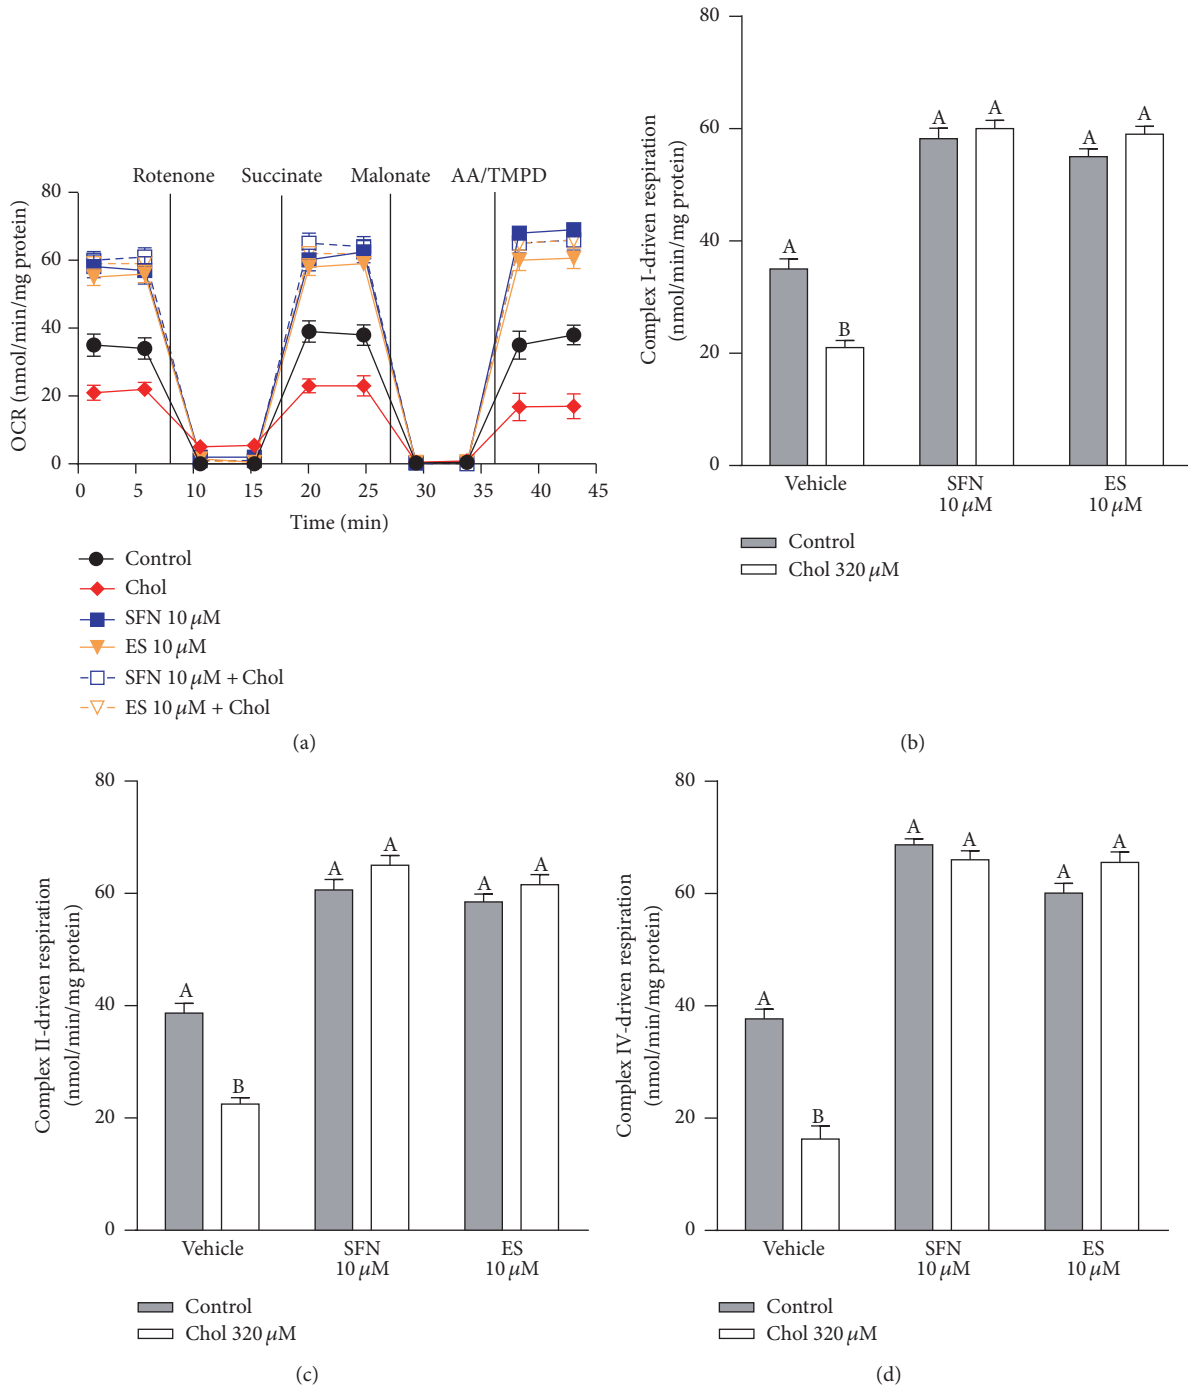 Rotenone Succinate Malonate AA/TMPD
OCR (nmol/min/mg protein)
80
60
40
20
0
0 5 10 15 20 25 30 35 40 45
Time (min)
Control
Chol
SFN 10 μM
ES 10 μM
SFN 10 μM + Chol
ES 10 μM + Chol
(a)
Complex I-driven respiration
(nmol/min/mg protein)
80
60
40
20
0
A B A A A A
Vehicle SFN ES
10 μM 10 μM
Control
Chol 320 μM
(b)
Complex II-driven respiration
(nmol/min/mg protein)
80
60
40
20
0
A B A A A A
Vehicle SFN ES
10 μM 10 μM
Control
Chol 320 μM
(c)
Complex IV-driven respiration
(nmol/min/mg protein)
80
60
40
20
0
A B A A A A
Vehicle SFN ES
10 μM 10 μM
Control
Chol 320 μM
(d)